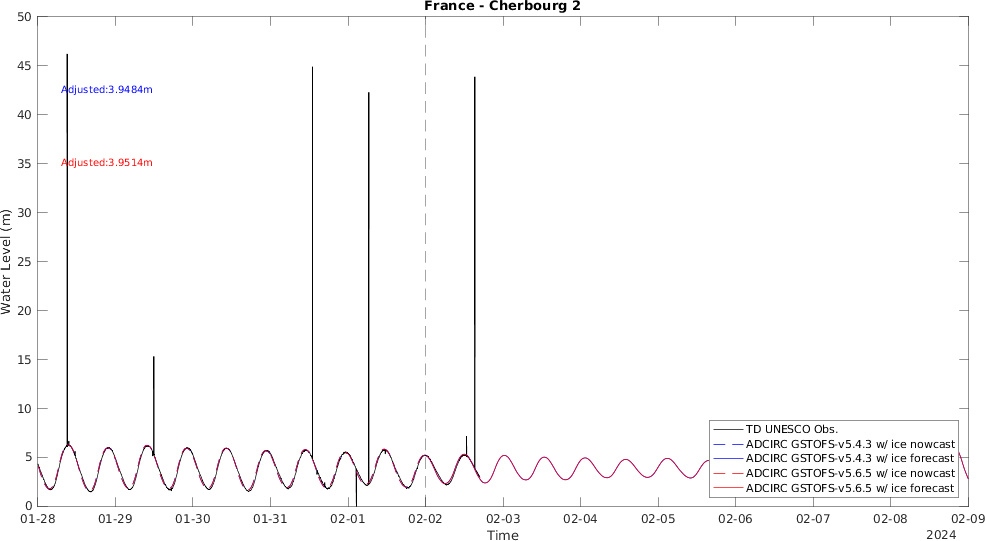 France - Cherbourg 2
50
45
40
35
30
25
20
15
10
5
0
Water Level (m)
Adjusted:3.9484m
Adjusted:3.9514m
TD UNESCO Obs.
ADCIRC GSTOFS-v5.4.3 w/ ice nowcast
ADCIRC GSTOFS-v5.4.3 w/ ice forecast
ADCIRC GSTOFS-v5.6.5 w/ ice nowcast
ADCIRC GSTOFS-v5.6.5 w/ ice forecast
01-28 01-29 01-30 01-31 02-01 02-02 02-03 02-04 02-05 02-06 02-07 02-08 02-09
Time
2024